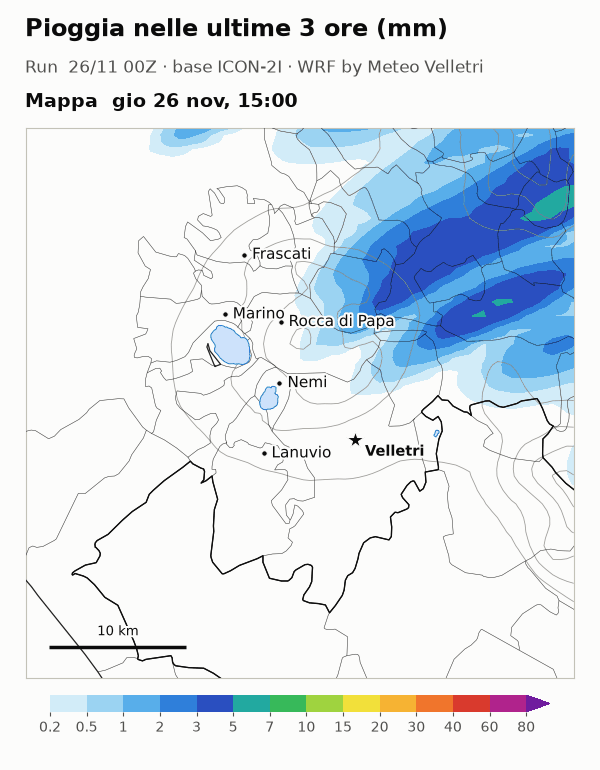 Pioggia nelle ultime 3 ore (mm)
Run  26/11 00Z · base ICON-2I · WRF by Meteo Velletri
Mappa  gio 26 nov, 15:00
Frascati
Marino
Rocca di Papa
Nemi
Velletri
Lanuvio
10 km
0.2 0.5 1 2 3 5 7 10 15 20 30 40 60 80